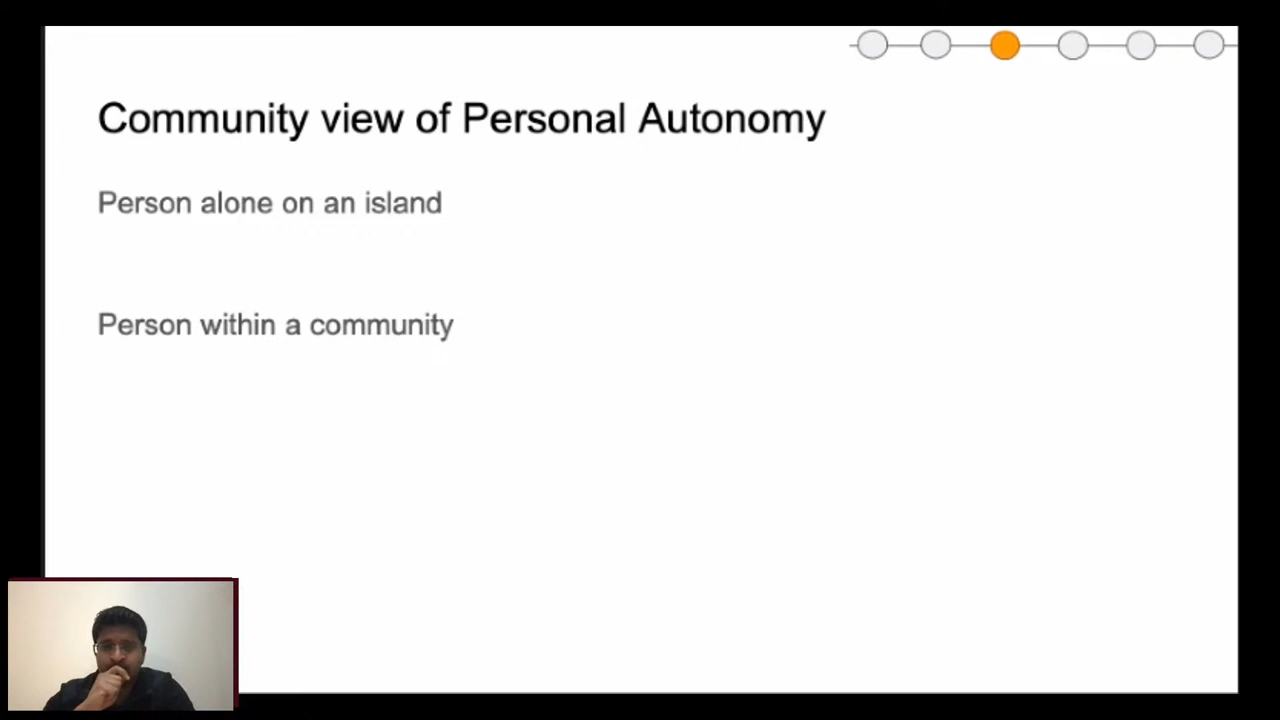 Community view of Personal Autonomy
Person alone on an island
Person within a community